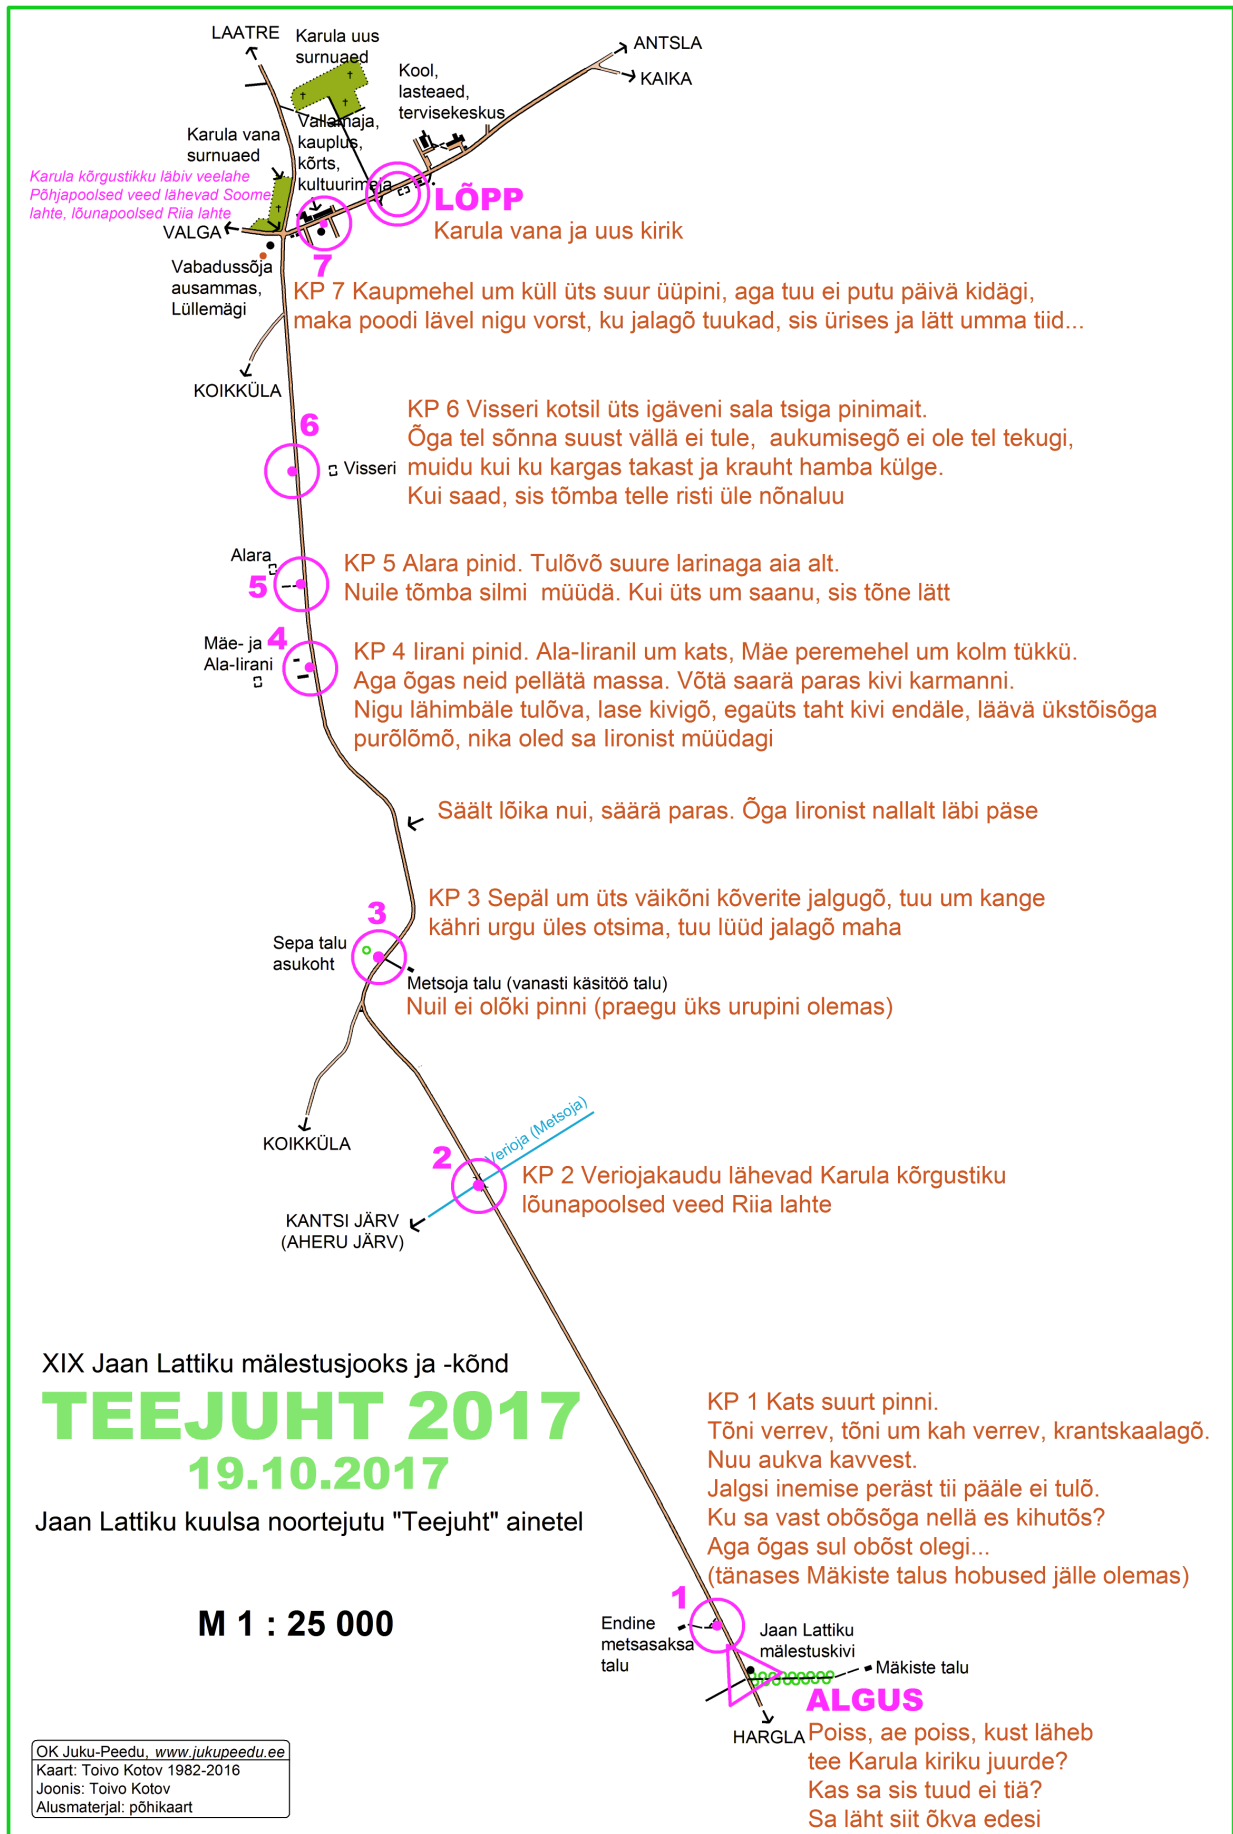 LAATRE
Karula uus
surnuaed
ANTSLA
KAIKA
Kool,
lasteaed,
tervisekeskus
Vallamaja,
kauplus,
kõrts,
kultuurimaja
Karula vana
surnuaed
Karula kõrgustikku läbiv veelahe
Põhjapoolsed veed lähevad Soome
lahte, lõunapoolsed Riia lahte
VALGA
LÕPP
Karula vana ja uus kirik
7
Vabadussõja
ausammas,
Lüllemägi
KP 7 Kaupmehel um küll üts suur üüpini, aga tuu ei putu päivä kidägi,
maka poodi lävel nigu vorst, ku jalagõ tuukad, sis ürises ja lätt umma tiid...
KOIKKÜLA
6
Visseri
KP 6 Visseri kotsil üts igäveni sala tsiga pinimait.
Õga tel sõnna suust vällä ei tule, aukumisegõ ei ole tel tekugi,
muidu kui ku kargas takast ja krauht hamba külge.
Kui saad, sis tõmba telle risti üle nõnaluu
Alara
5
KP 5 Alara pinid. Tulõvõ suure larinaga aia alt.
Nuile tõmba silmi müüdä. Kui üts um saanu, sis tõne lätt
Mäe- ja
Ala-Iirani
4
KP 4 Iirani pinid. Ala-Iiranil um kats, Mäe peremehel um kolm tükkü.
Aga õgas neid pellätä massa. Võtä saarä paras kivi karmanni.
Nigu lähimbäle tulõva, lase kivigõ, egaüts taht kivi endäle, läävä ükstõisõga
purõlõmõ, nika oled sa Iironist müüdagi
Säält lõika nui, säärä paras. Õga Iironist nallalt läbi päse
KP 3 Sepäl um üts väikõni kõverite jalgugõ, tuu um kange
kähri urgu üles otsima, tuu lüüd jalagõ maha
3
Sepa talu
asukoht
Metsoja talu (vanasti käsitöö talu)
Nuil ei olõki pinni (praegu üks urupini olemas)
KOIKKÜLA
Verioja (Metsoja)
2
KP 2 Veriojakaudu lähevad Karula kõrgustiku
lõunapoolsed veed Riia lahte
KANTSI JÄRV
(AHERU JÄRV)
XIX Jaan Lattiku mälestusjooks ja -kõnd
TEEJUHT 2017
19.10.2017
Jaan Lattiku kuulsa noortejutu "Teejuht" ainetel
M 1 : 25 000
KP 1 Kats suurt pinni.
Tõni verrev, tõni um kah verrev, krantskaalagõ.
Nuu aukva kavvest.
Jalgsi inemise peräst tii pääle ei tulõ.
Ku sa vast obõsõga nellä es kihutõs?
Aga õgas sul obõst olegi...
(tänases Mäkiste talus hobused jälle olemas)
1
Endine
metsasaksa
talu
Jaan Lattiku
mälestuskivi
Mäkiste talu
ALGUS
HARGLA
Poiss, ae poiss, kust läheb
tee Karula kiriku juurde?
Kas sa sis tuud ei tiä?
Sa läht siit õkva edesi
OK Juku-Peedu, www.jukupeedu.ee
Kaart: Toivo Kotov 1982-2016
Joonis: Toivo Kotov
Alusmaterjal: põhikaart